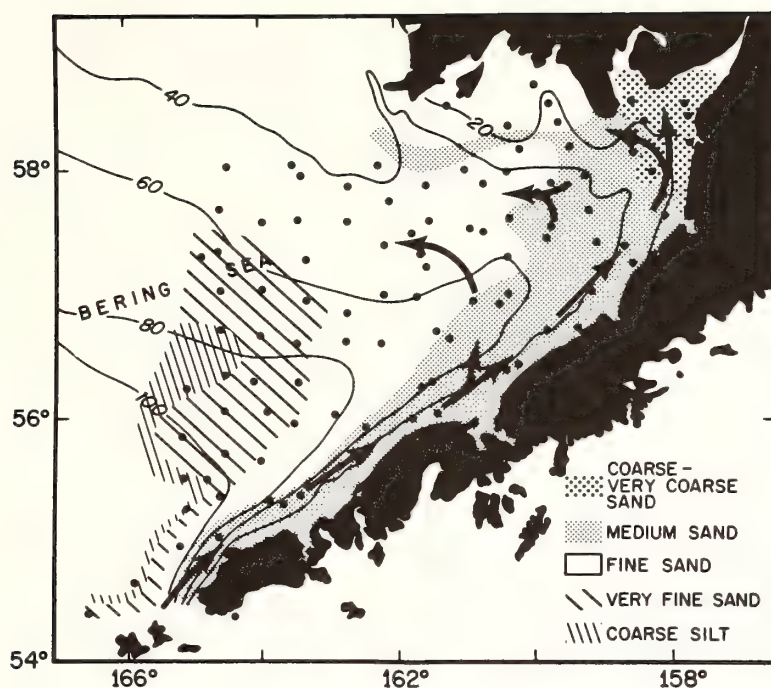 40
20
58°
60
BERING SEA
80
56°
100
COARSE-
VERY COARSE
SAND
MEDIUM SAND
FINE SAND
VERY FINE SAND
COARSE SILT
54°
166° 162° 158°